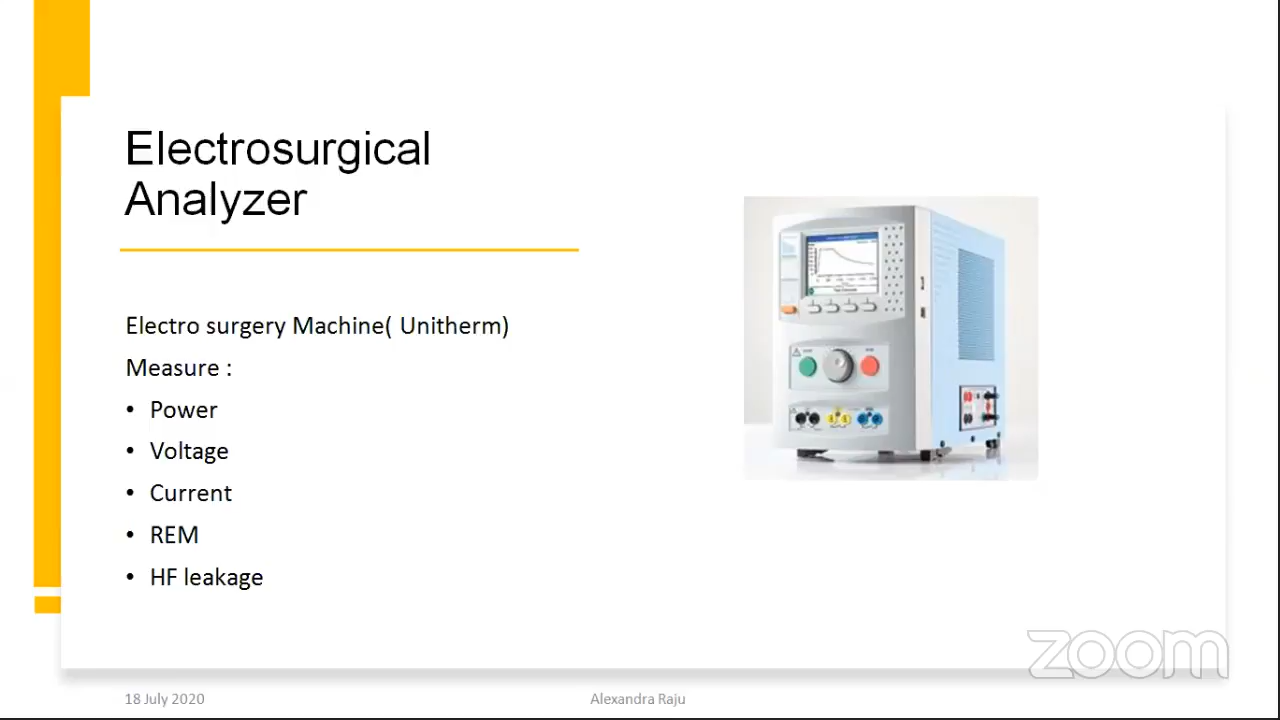 Electrosurgical
Analyzer
Electro surgery Machine( Unitherm)
Measure :
• Power
• Voltage
• Current
• REM
• HF leakage
zoom
18 July 2020
Alexandra Raju